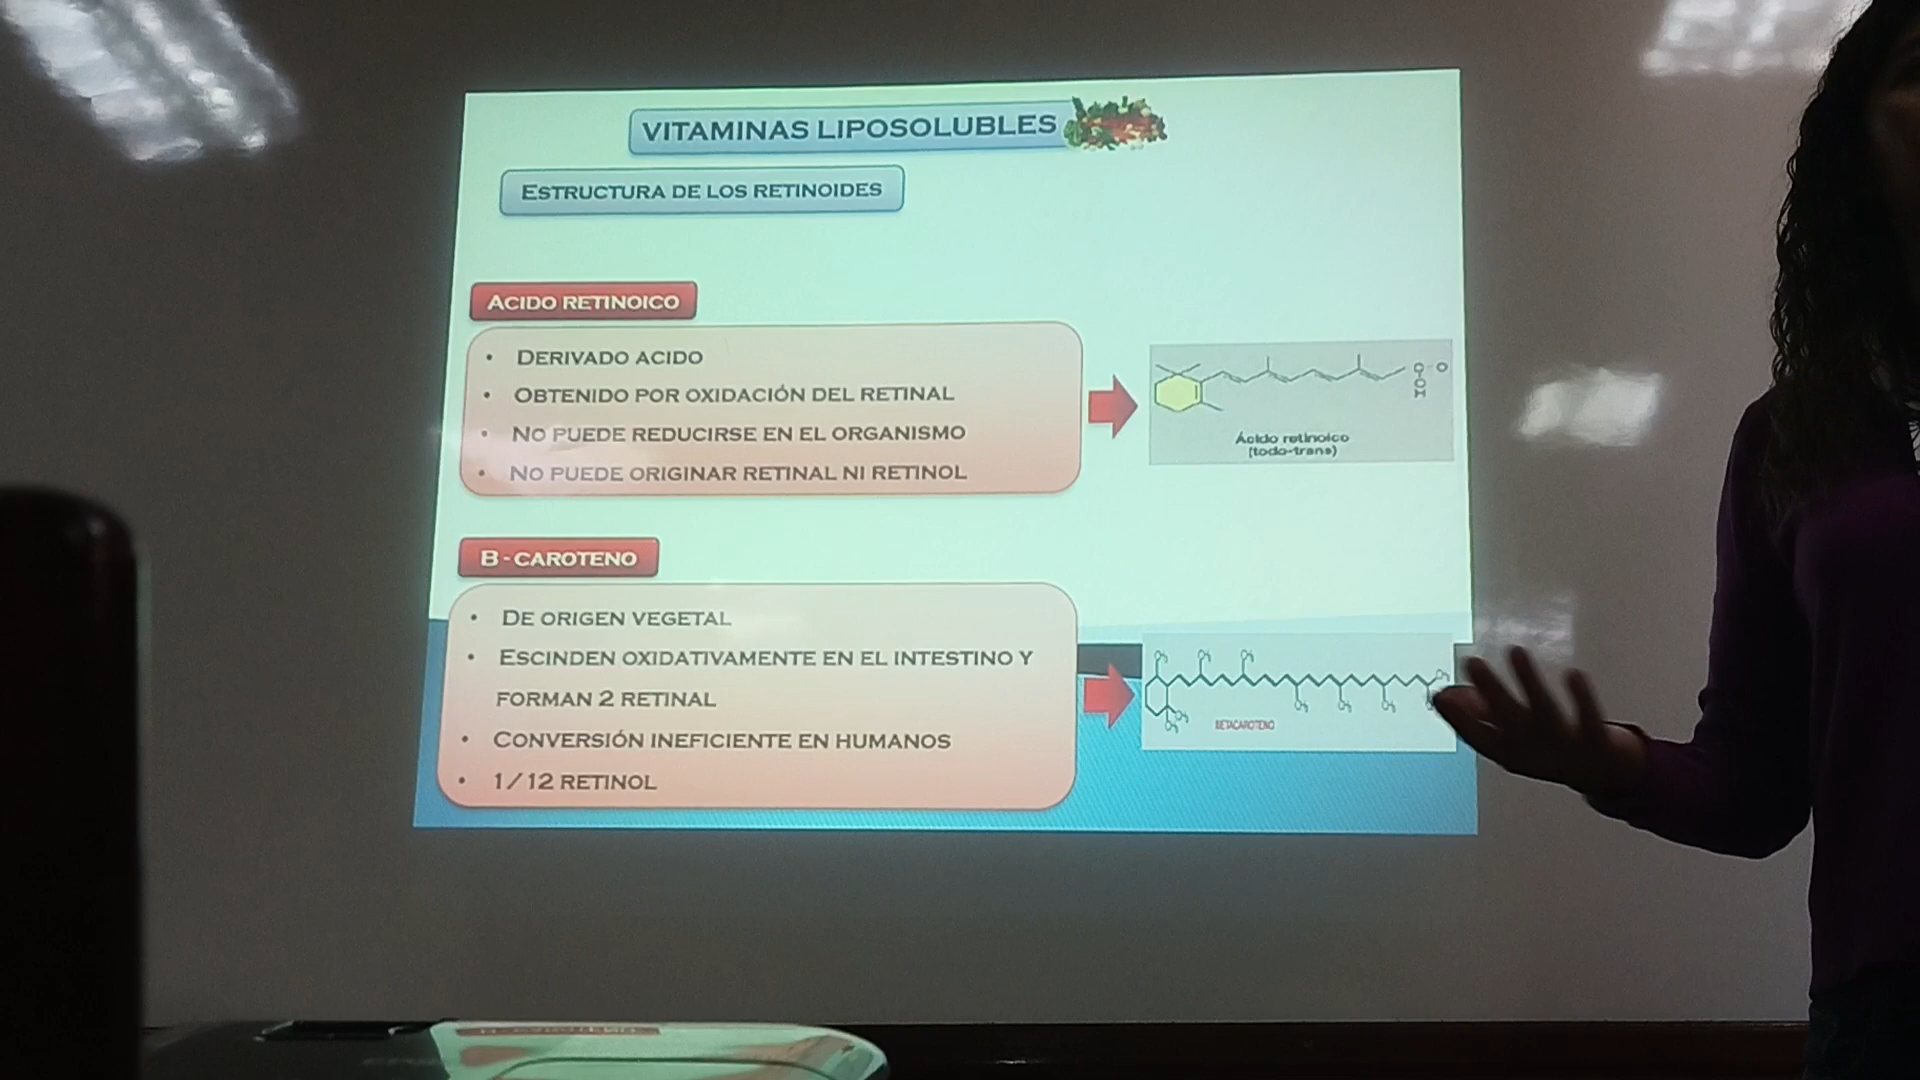 VITAMINAS LIPOSOLUBLES
ESTRUCTURA DE LOS RETINOIDES
ACIDO RETINOICO
• DERIVADO ACIDO
• OBTENIDO POR OXIDACIÓN DEL RETINAL
• NO PUEDE REDUCIRSE EN EL ORGANISMO
• NO PUEDE ORIGINAR RETINAL NI RETINOL
Ácido retinoico
(todo-trans)
B - CAROTENO
• DE ORIGEN VEGETAL
• ESCINDEN OXIDATIVAMENTE EN EL INTESTINO Y
FORMAN 2 RETINAL
• CONVERSIÓN INEFICIENTE EN HUMANOS
• 1/12 RETINOL
BETACAROTENO